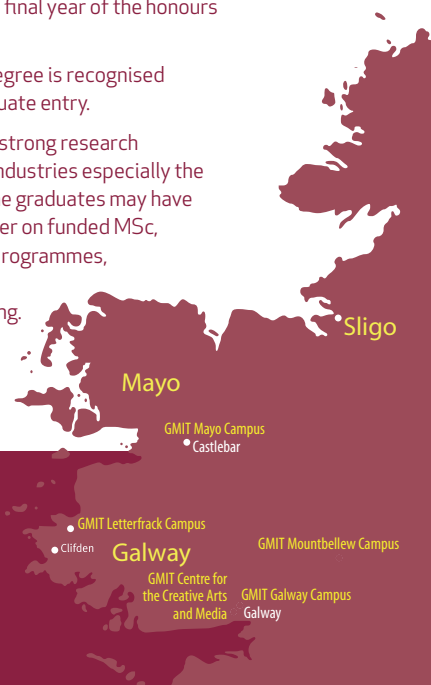 final year of the honours
egree is recognised
uate entry.
strong research
ndustries especially the
e graduates may have
er on funded MSc,
rogrammes,
ng.
Sligo
Mayo
GMIT Mayo Campus
Castlebar
GMIT Letterfrack Campus
Clifden
Galway
GMIT Mountbellew Campus
GMIT Centre for
the Creative Arts
and Media
GMIT Galway Campus
Galway